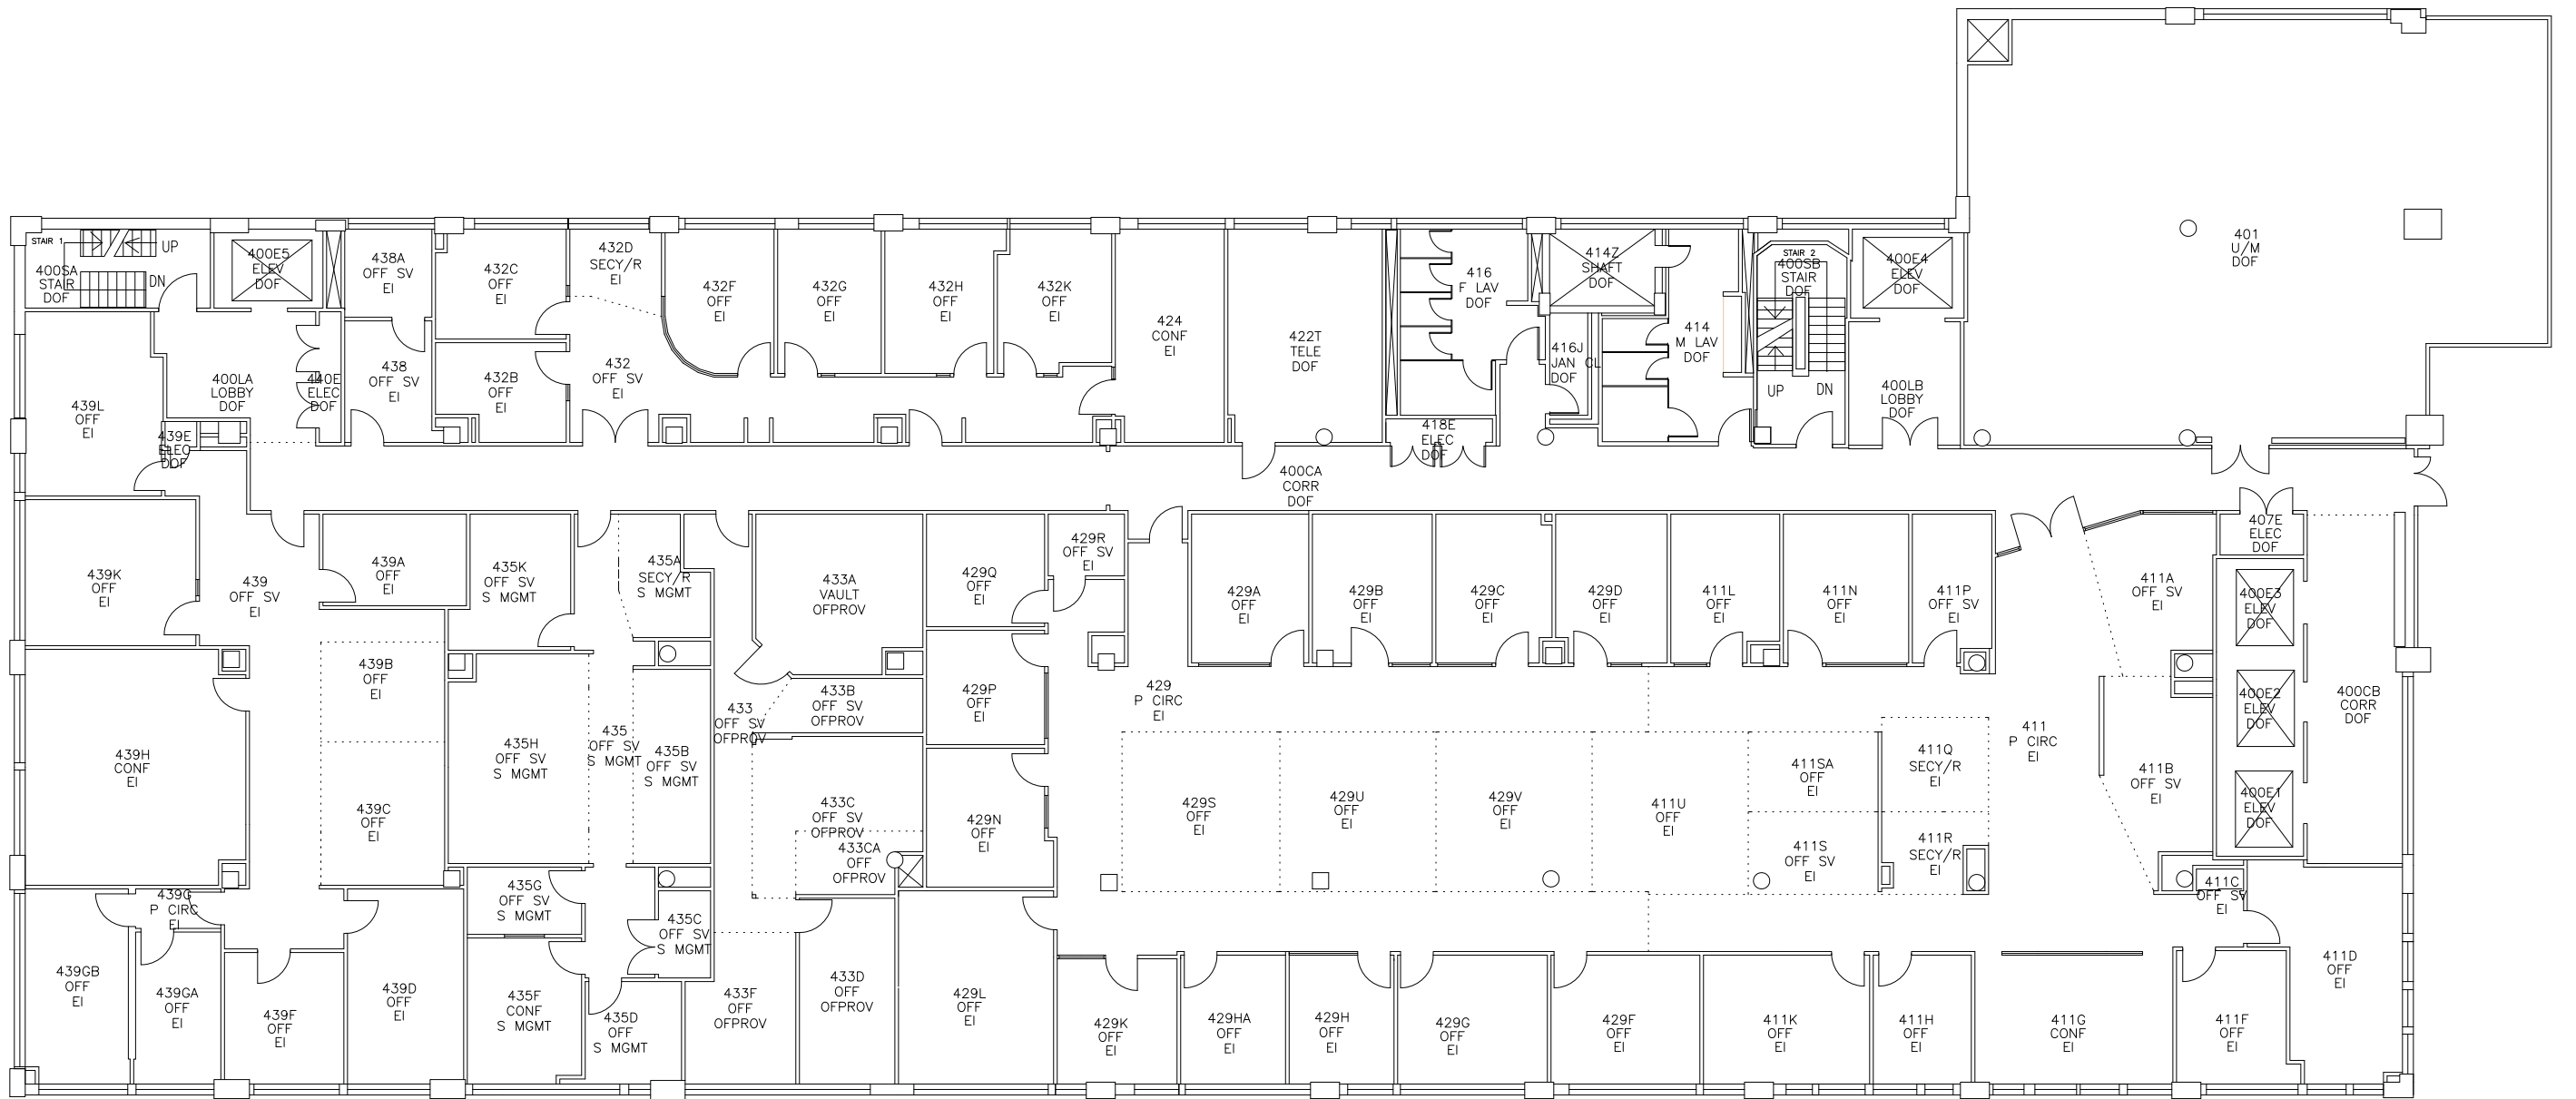 401
U/M
DOF
STAIR 1
UP
DN
400SA
STAIR
DOF
400E5
ELEV
DOF
438A
OFF SV
EI
432C
OFF
EI
432D
SECY/R
EI
432F
OFF
EI
432G
OFF
EI
432H
OFF
EI
432K
OFF
EI
424
CONF
EI
422T
TELE
DOF
416
F LAV
DOF
414Z
SHAFT
DOF
416J
JAN CL
DOF
414
M LAV
DOF
STAIR 2
400SB
STAIR
DOF
UP
DN
400E4
ELEV
DOF
400LB
LOBBY
DOF
439L
OFF
EI
400LA
LOBBY
DOF
440E
ELEC
DOF
438
OFF SV
EI
432B
OFF
EI
432
OFF SV
EI
439E
ELEC
DOF
418E
ELEC
DOF
400CA
CORR
DOF
439K
OFF
EI
439
OFF SV
EI
439A
OFF
EI
435K
OFF SV
S MGMT
435A
SECY/R
S MGMT
433A
VAULT
OFPROV
429Q
OFF
EI
429R
OFF SV
EI
429A
OFF
EI
429B
OFF
EI
429C
OFF
EI
429D
OFF
EI
411L
OFF
EI
411N
OFF
EI
411P
OFF SV
EI
411A
OFF SV
EI
407E
ELEC
DOF
400E3
ELEV
DOF
439B
OFF
EI
433B
OFF SV
OFPROV
429P
OFF
EI
429
P CIRC
EI
400E2
ELEV
DOF
400CB
CORR
DOF
439H
CONF
EI
435H
OFF SV
S MGMT
435
OFF SV
S MGMT
435B
OFF SV
S MGMT
433
OFF SV
OFPROV
411SA
OFF
EI
411Q
SECY/R
EI
411
P CIRC
EI
411B
OFF SV
EI
439C
OFF
EI
433C
OFF SV
OFPROV
433CA
OFF
OFPROV
429N
OFF
EI
429S
OFF
EI
429U
OFF
EI
429V
OFF
EI
411U
OFF
EI
411S
OFF SV
EI
411R
SECY/R
EI
400E1
ELEV
DOF
439G
P CIRC
EI
435G
OFF SV
S MGMT
435C
OFF SV
S MGMT
411C
OFF SV
EI
439GB
OFF
EI
439GA
OFF
EI
439F
OFF
EI
439D
OFF
EI
435F
CONF
S MGMT
435D
OFF
S MGMT
433F
OFF
OFPROV
433D
OFF
OFPROV
429L
OFF
EI
429K
OFF
EI
429HA
OFF
EI
429H
OFF
EI
429G
OFF
EI
429F
OFF
EI
411K
OFF
EI
411H
OFF
EI
411G
CONF
EI
411F
OFF
EI
411D
OFF
EI